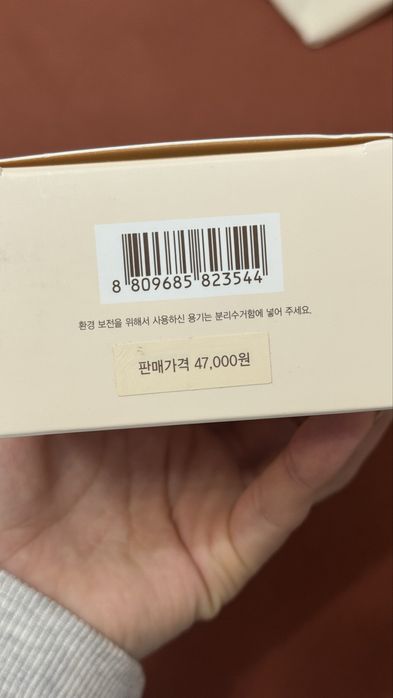 8 809685 823544
환경 보전을 위해서 사용하신 용기는 분리수거함에 넣어 주세요.
판매가격 47,000원